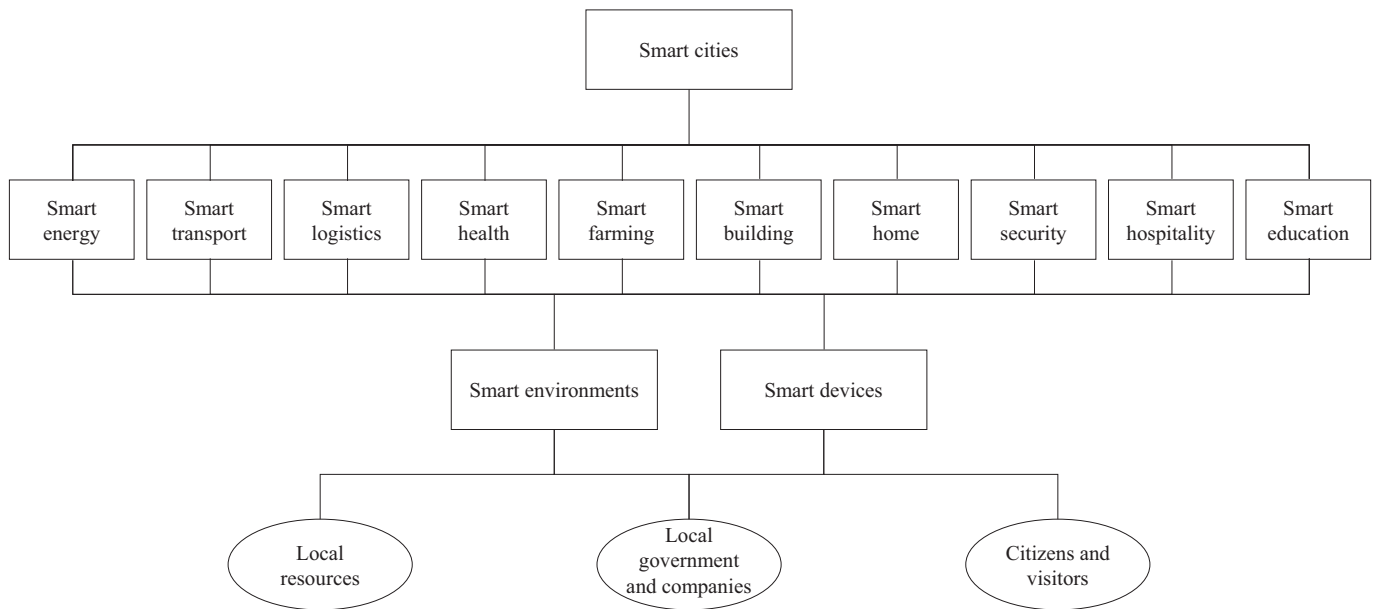 Smart cities
Smart
energy
Smart
transport
Smart
logistics
Smart
health
Smart
farming
Smart
building
Smart
home
Smart
security
Smart
hospitality
Smart
education
Smart environments
Smart devices
Local
resources
Local
government
and companies
Citizens and
visitors